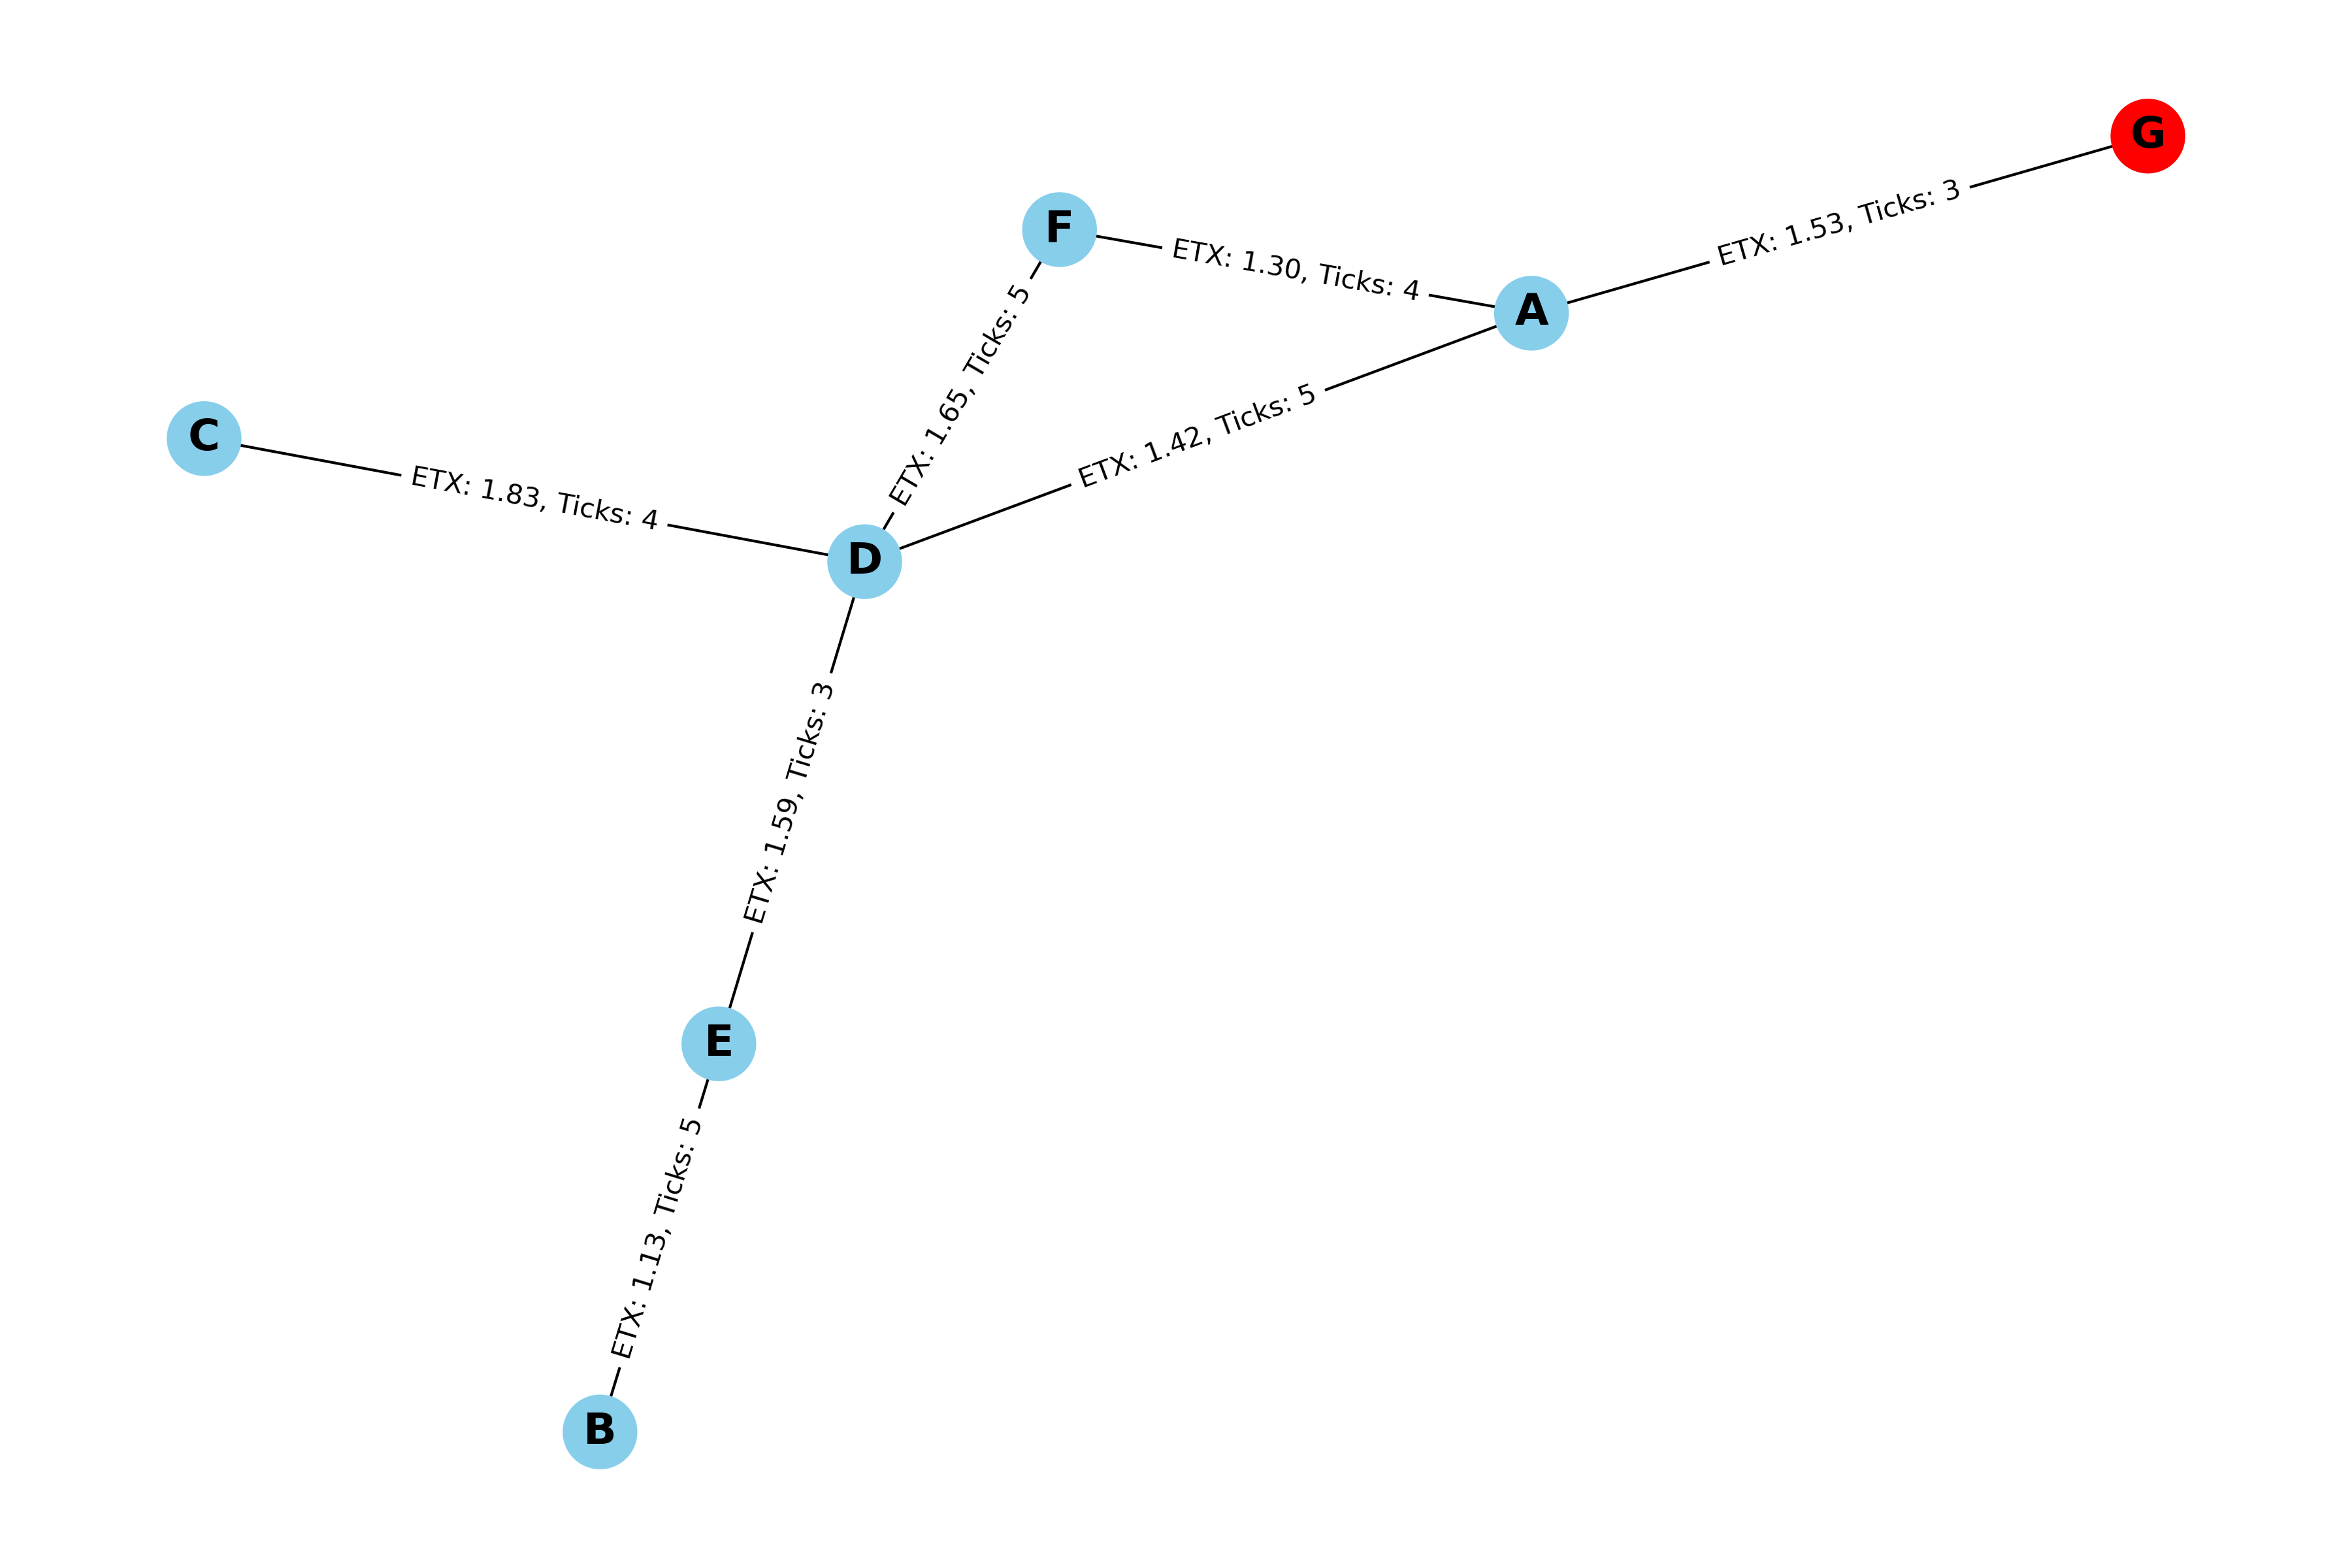 G
ETX: 1.53, Ticks: 3
F
ETX: 1.30, Ticks: 4
A
ETX: 1.65, Ticks: 5
ETX: 1.42, Ticks: 5
C
ETX: 1.83, Ticks: 4
D
ETX: 1.59, Ticks: 3
E
ETX: 1.13, Ticks: 5
B